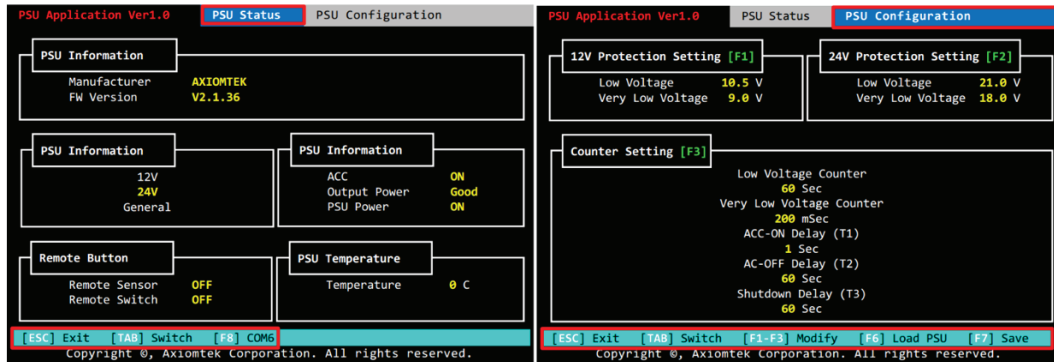 PSU Application Ver1.0 PSU Status PSU Configuration
PSU Information
Manufacturer AXIOMTEK
FW Version V2.1.36
PSU Information
12V
24V
General
PSU Information
ACC ON
Output Power Good
PSU Power ON
Remote Button
Remote Sensor OFF
Remote Switch OFF
PSU Temperature
Temperature 0 C
[ESC] Exit [TAB] Switch [F8] COM6
Copyright ©, Axiomtek Corporation. All rights reserved.
PSU Application Ver1.0 PSU Status PSU Configuration
12V Protection Setting [F1]
Low Voltage 10.5 V
Very Low Voltage 9.0 V
24V Protection Setting [F2]
Low Voltage 21.0 V
Very Low Voltage 18.0 V
Counter Setting [F3]
Low Voltage Counter
60 Sec
Very Low Voltage Counter
200 mSec
ACC-ON Delay (T1)
1 Sec
AC-OFF Delay (T2)
60 Sec
Shutdown Delay (T3)
60 Sec
[ESC] Exit [TAB] Switch [F1-F3] Modify [F6] Load PSU [F7] Save
Copyright ©, Axiomtek Corporation. All rights reserved.